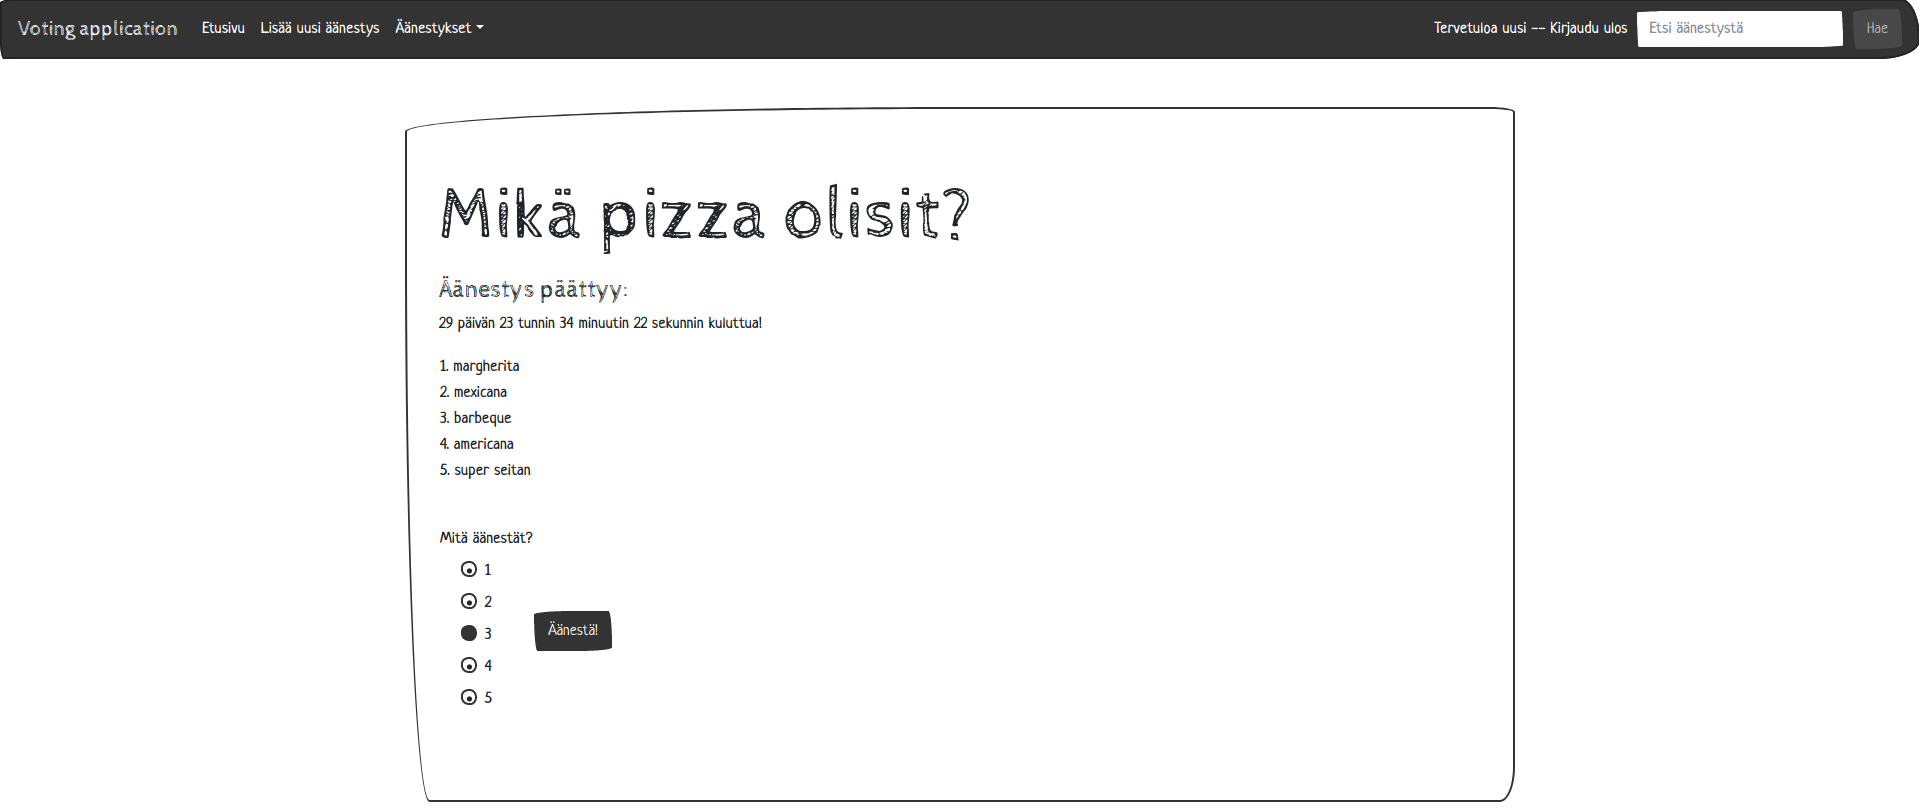 Voting application Etusivu Lisää uusi äänestys Äänestykset Tervetuloa uusi -- Kirjaudu ulos Etsi äänestystä Hae
Mikä pizza olisit?
Äänestys päättyy:
29 päivän 23 tunnin 34 minuutin 22 sekunnin kuluttua!
1. margherita
2. mexicana
3. barbeque
4. americana
5. super seitan
Mitä äänestät?
1
2
3
Äänestä!
4
5